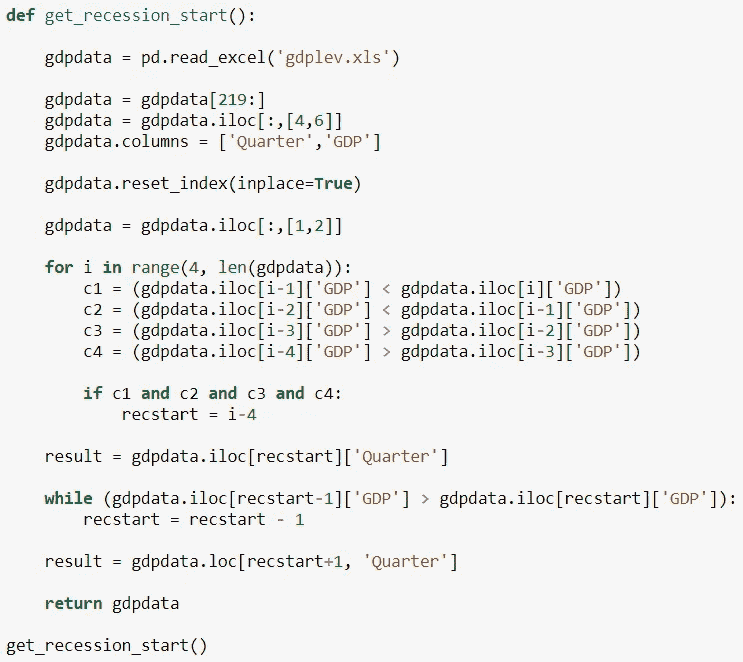 def get_recession_start():
    gdpdata = pd.read_excel('gdplev.xls')
    gdpdata = gdpdata[219:]
    gdpdata = gdpdata.iloc[:,[4,6]]
    gdpdata.columns = ['Quarter','GDP']
    gdpdata.reset_index(inplace=True)
    gdpdata = gdpdata.iloc[:,[1,2]]
    for i in range(4, len(gdpdata)):
        c1 = (gdpdata.iloc[i-1]['GDP'] < gdpdata.iloc[i]['GDP'])
        c2 = (gdpdata.iloc[i-2]['GDP'] < gdpdata.iloc[i-1]['GDP'])
        c3 = (gdpdata.iloc[i-3]['GDP'] > gdpdata.iloc[i-2]['GDP'])
        c4 = (gdpdata.iloc[i-4]['GDP'] > gdpdata.iloc[i-3]['GDP'])
        if c1 and c2 and c3 and c4:
            recstart = i-4
    result = gdpdata.iloc[recstart]['Quarter']
    while (gdpdata.iloc[recstart-1]['GDP'] > gdpdata.iloc[recstart]['GDP']):
        recstart = recstart - 1
    result = gdpdata.loc[recstart+1, 'Quarter']
    return gdpdata
get_recession_start()